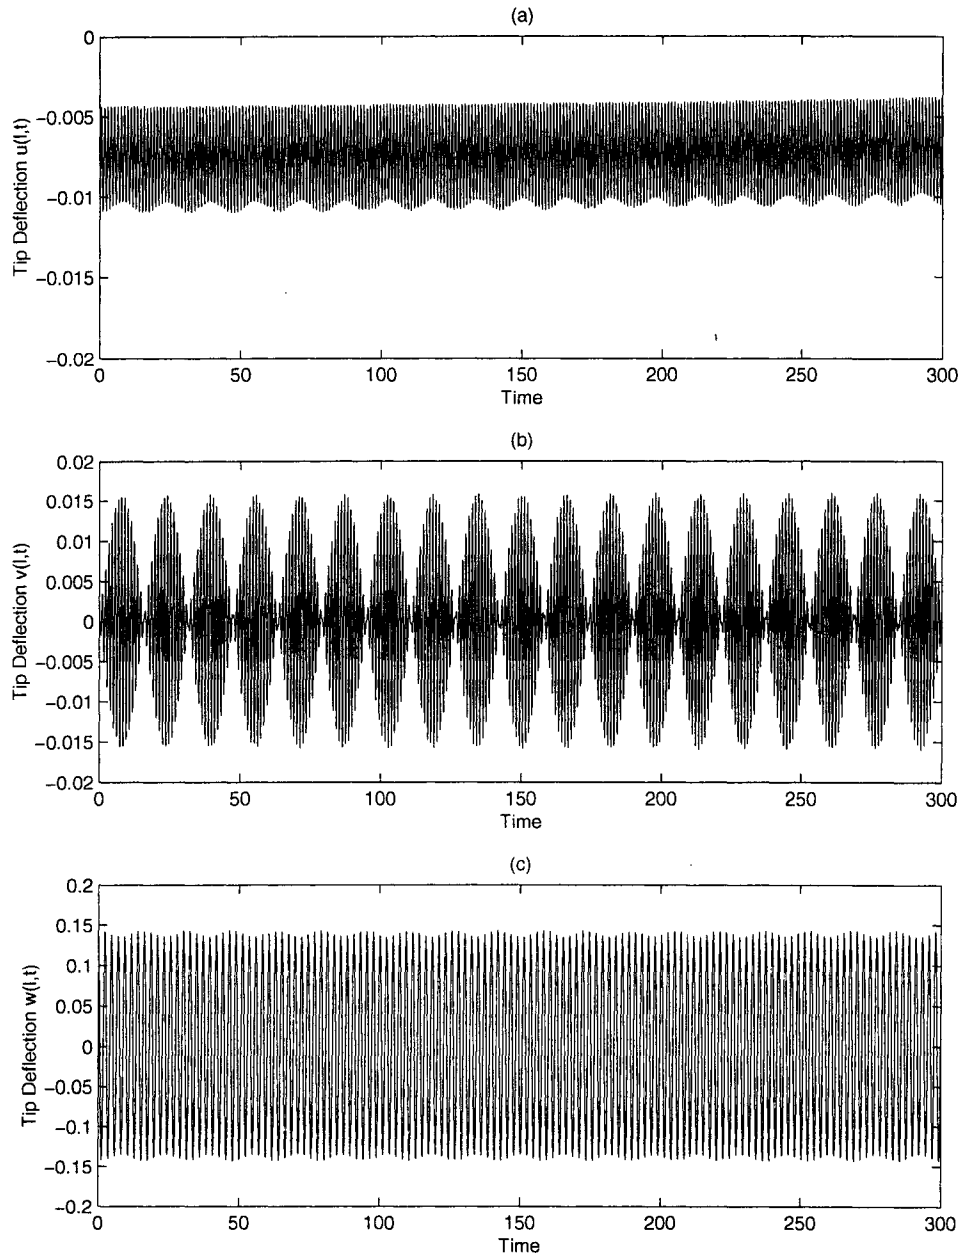 (a)
Tip Deflection u(l,t)
0
−0.005
−0.01
−0.015
−0.02
0 50 100 150 200 250 300
Time
(b)
Tip Deflection v(l,t)
0.02
0.015
0.01
0.005
0
−0.005
−0.01
−0.015
−0.02
0 50 100 150 200 250 300
Time
(c)
Tip Deflection w(l,t)
0.2
0.15
0.1
0.05
0
−0.05
−0.1
−0.15
−0.2
0 50 100 150 200 250 300
Time